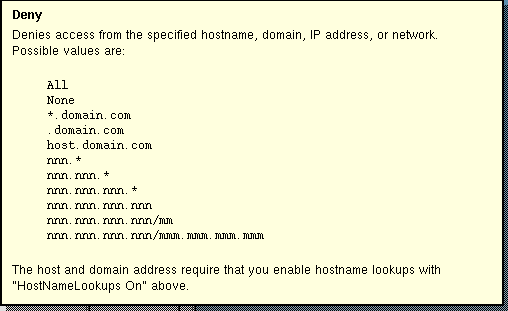 Deny
Denies access from the specified hostname, domain, IP address, or network.
Possible values are:
All
None
*.domain.com
.domain.com
host.domain.com
nnn.*
nnn.nnn.*
nnn.nnn.nnn.*
nnn.nnn.nnn.nnn
nnn.nnn.nnn.nnn/mm
nnn.nnn.nnn.nnn/mmm.mmm.mmm.mmm
The host and domain address require that you enable hostname lookups with
"HostNameLookups On" above.